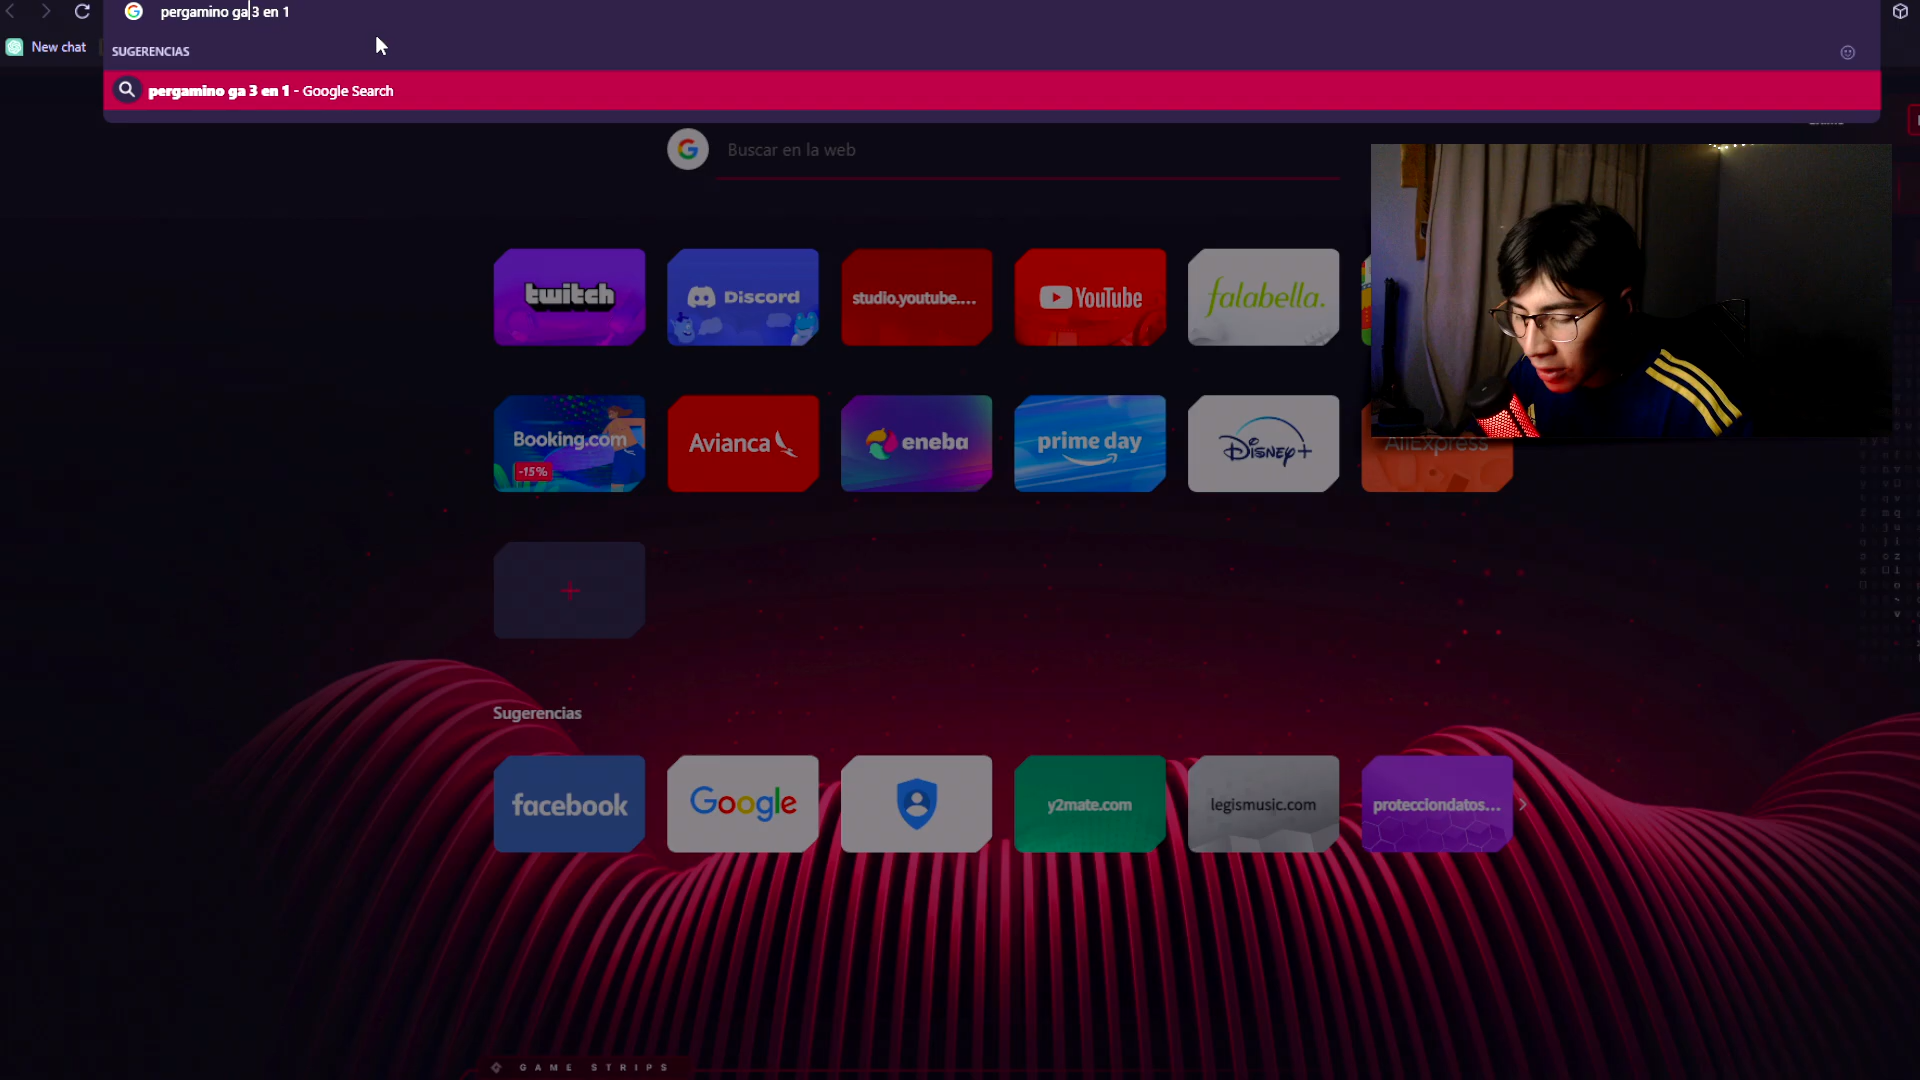 pergamino ga 3 en 1
New chat
SUGERENCIAS
pergamino ga 3 en 1 - Google Search
Buscar en la web
twitch
Discord
studio.youtube....
YouTube
falabella.
Booking.com
-15%
Avianca
eneba
prime day
Disney+
AliExpress
Sugerencias
facebook
Google
y2mate.com
legismusic.com
protecciondatos...
GAME STRIPS